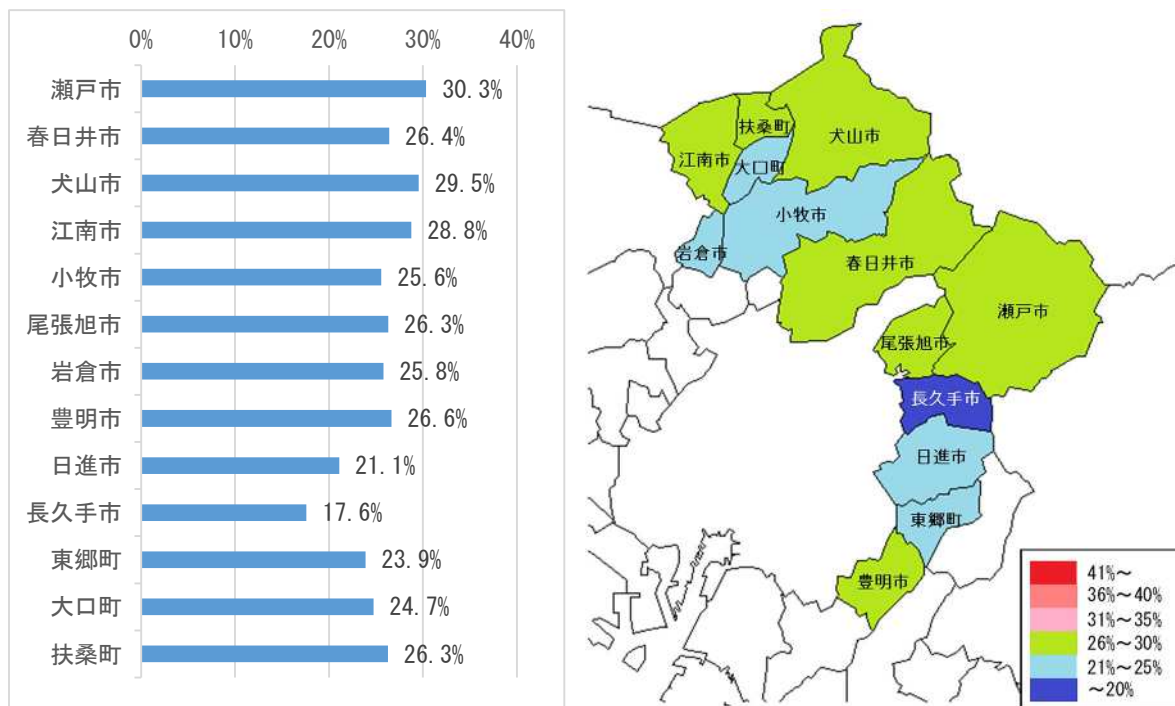 0% 10% 20% 30% 40%
瀬戸市 30.3%
春日井市 26.4%
犬山市 29.5%
江南市 28.8%
小牧市 25.6%
尾張旭市 26.3%
岩倉市 25.8%
豊明市 26.6%
日進市 21.1%
長久手市 17.6%
東郷町 23.9%
大口町 24.7%
扶桑町 26.3%
扶桑町
犬山市
江南市
大口町
小牧市
岩倉市
春日井市
瀬戸市
尾張旭市
長久手市
日進市
東郷町
豊明市
41%~
36%~40%
31%~35%
26%~30%
21%~25%
~20%